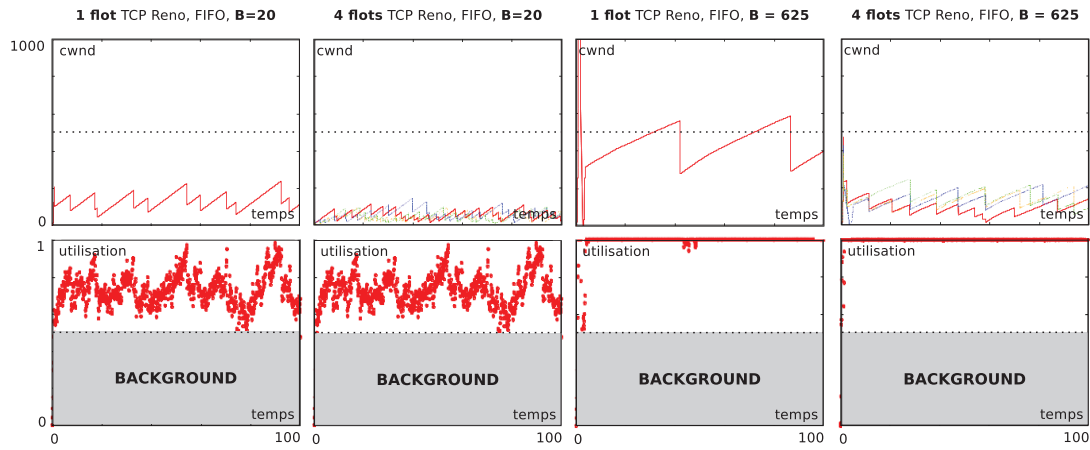 1 flot TCP Reno, FIFO, B=20
4 flots TCP Reno, FIFO, B=20
1 flot TCP Reno, FIFO, B = 625
4 flots TCP Reno, FIFO, B = 625
1000
cwnd
cwnd
cwnd
cwnd
0
temps
temps
temps
temps
1
utilisation
utilisation
utilisation
utilisation
BACKGROUND
BACKGROUND
BACKGROUND
BACKGROUND
temps
temps
temps
temps
0
0
100
0
100
0
100
0
100